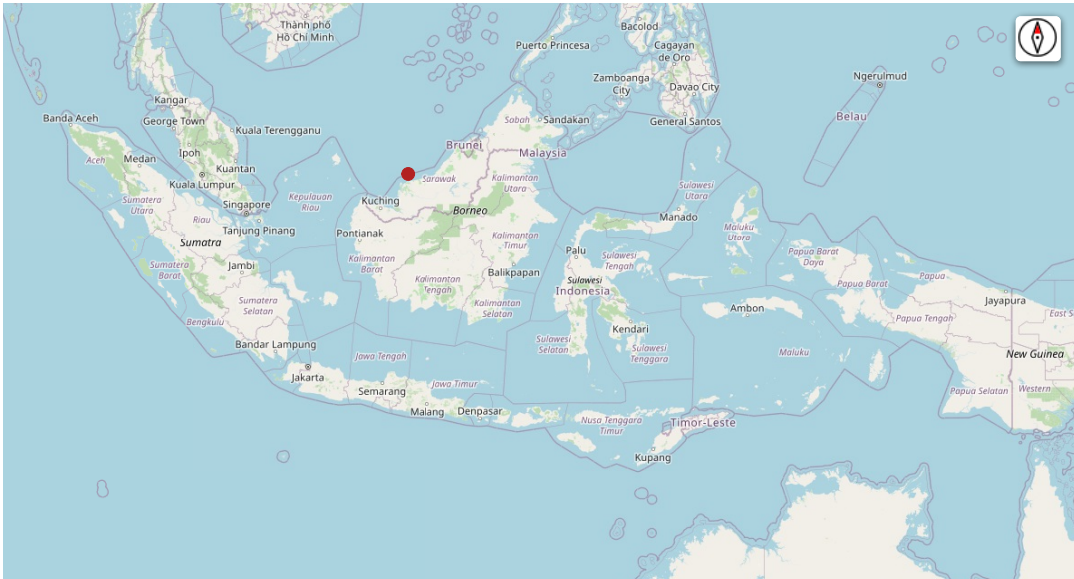 Thành phố
Hồ Chí Minh
Bacolod
Puerto Princesa
Cagayan
de Oro
Zamboanga
City
Davao City
Ngerulmud
Kangar
Banda Aceh
George Town
Kuala Terengganu
Sabah
Sandakan
General Santos
Belau
Ipoh
Brunei
Malaysia
Aceh
Medan
Kuantan
Kuala Lumpur
Sarawak
Kalimantan
Utara
Sulawesi
Utara
Sumatera
Utara
Kepulauan
Riau
Kuching
Singapore
Borneo
Manado
Riau
Tanjung Pinang
Pontianak
Maluku
Utara
Sumatra
Kalimantan
Timur
Palu
Papua Barat
Daya
Sumatera
Barat
Jambi
Kalimantan
Barat
Sulawesi
Tengah
Balikpapan
Kalimantan
Tengah
Sulawesi
Indonesia
Papua Barat
Papua
Sumatera
Selatan
Kalimantan
Selatan
Ambon
Jayapura
Bengkulu
Kendari
Papua Tengah
East S
Bandar Lampung
Sulawesi
Selatan
Sulawesi
Tenggara
Maluku
New Guinea
Jawa Tengah
Jakarta
Semarang
Jawa Timur
Papua Selatan
Western
Malang
Denpasar
Nusa Tenggara
Timur
Timor-Leste
Kupang